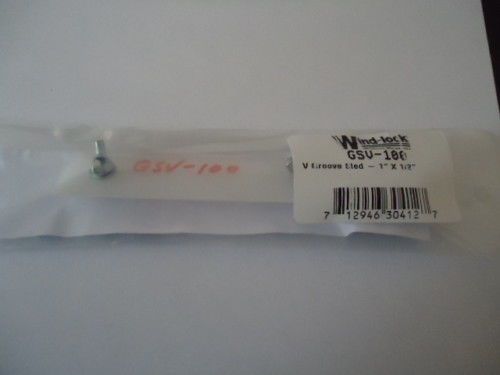 GSV-100
Wind-lock
GSV-100
V Groove Sled - 1" X 1/2"
7 12946 30412 7